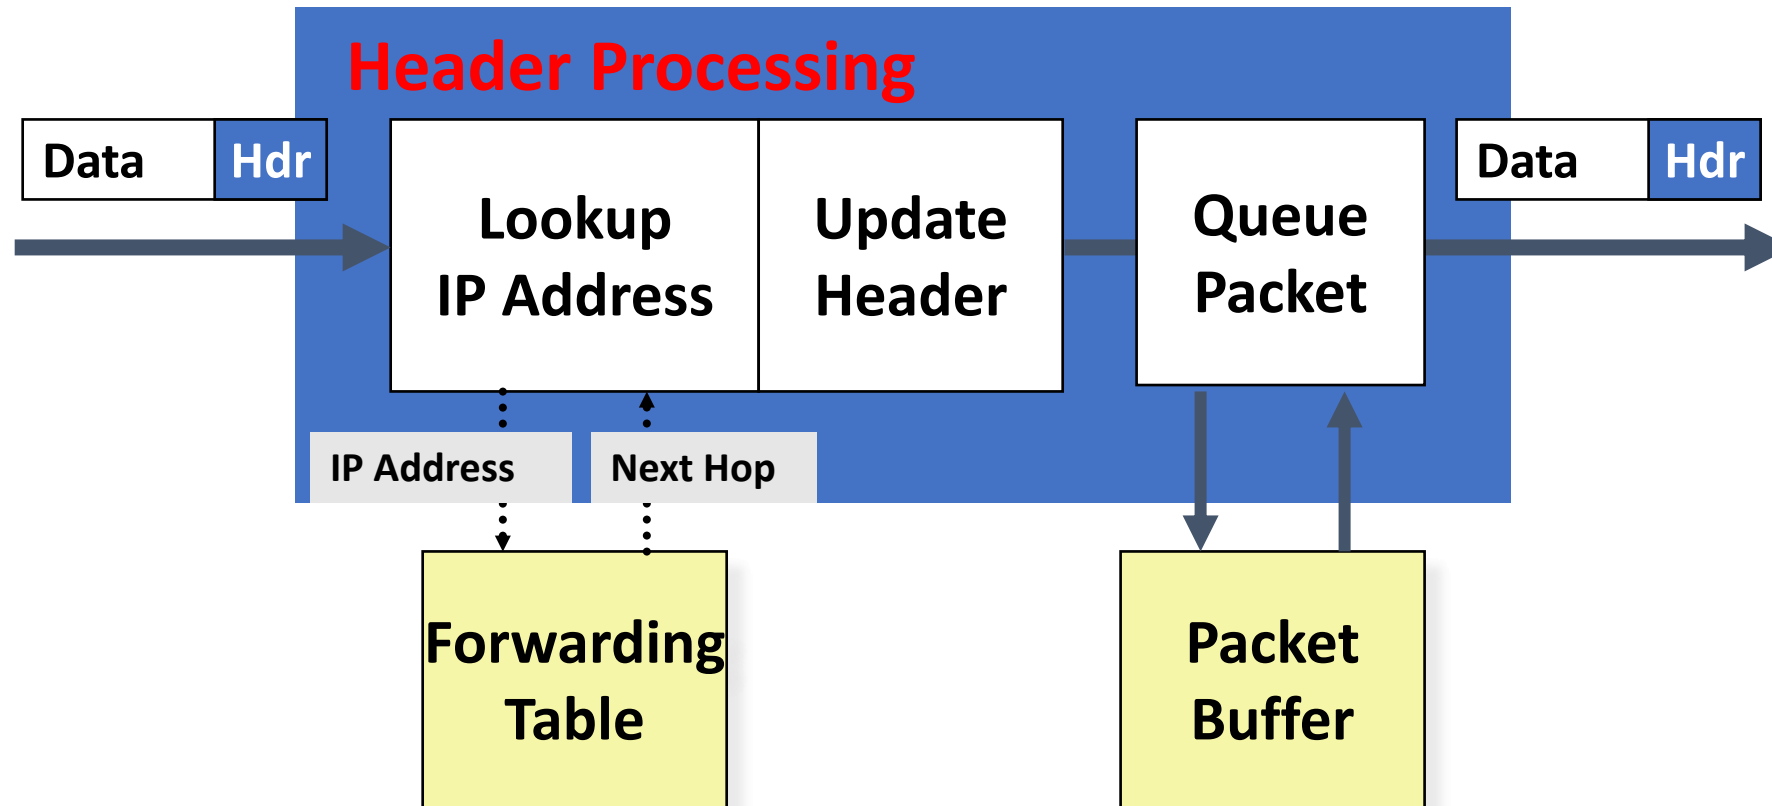 Header Processing
Data
Hdr
Lookup
IP Address
Update
Header
Queue
Packet
Data
Hdr
IP Address
Next Hop
Forwarding
Table
Packet
Buffer